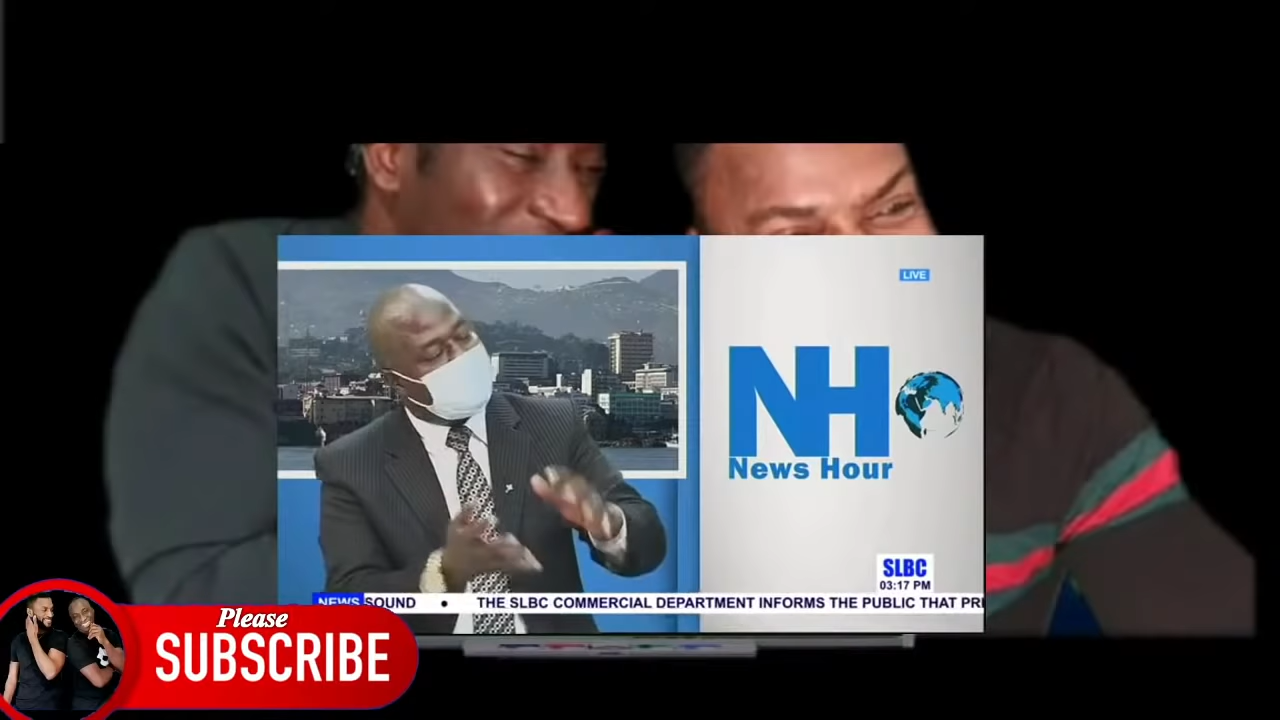 LIVE
NH
News Hour
SLBC
03:17 PM
NEWS SOUND • THE SLBC COMMERCIAL DEPARTMENT INFORMS THE PUBLIC THAT
Please
SUBSCRIBE